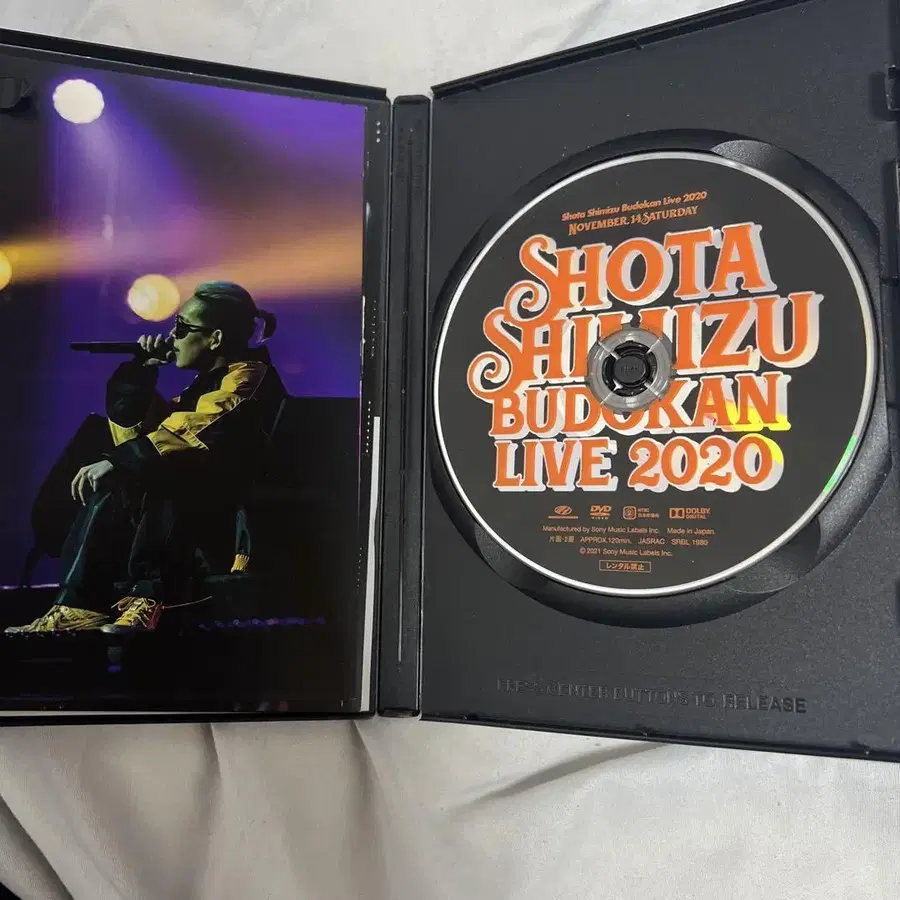 Shota Shimizu Budokan Live 2020
NOVEMBER.14.SATURDAY
SHOTA
SHIMIZU
BUDOKAN
LIVE 2020
DVD
VIDEO
DOLBY
DIGITAL
Manufactured by Sony Music Labels Inc. Made in Japan.
片面・2層 APPROX.120min. JASRAC SRBL 1980
© 2021 Sony Music Labels Inc.
レンタル禁止
PRESS CENTER BUTTONS TO RELEASE